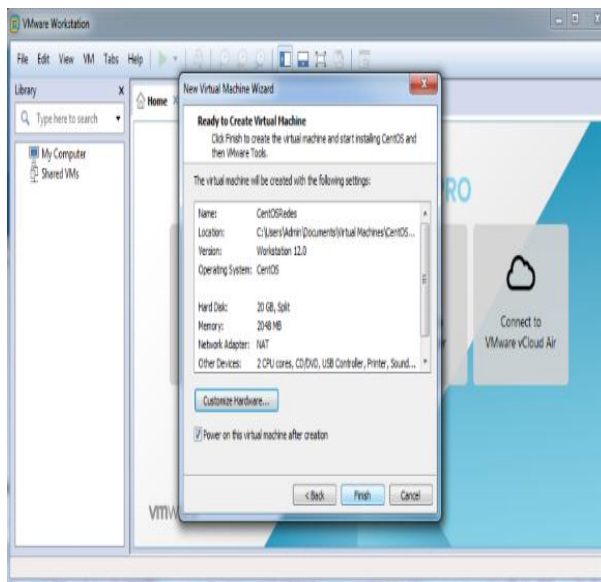 VMware Workstation
File Edit View VM Tabs Help
Library X
Type here to search
My Computer
Shared VMs
Home
New Virtual Machine Wizard
Ready to Create Virtual Machine
Click Finish to create the virtual machine and start installing CentOS and
then VMware Tools.
The virtual machine will be created with the following settings:
Name: CentOSRedes
Location: C:\Users\Admin\Documents\Virtual Machines\CentOS...
Version: Workstation 12.0
Operating System: CentOS
Hard Disk: 20 GB, Split
Memory: 2048 MB
Network Adapter: NAT
Other Devices: 2 CPU cores, CD/DVD, USB Controller, Printer, Sound...
Customize Hardware...
Power on this virtual machine after creation
< Back Finish Cancel
PRO
Connect to
VMware vCloud Air
vmw